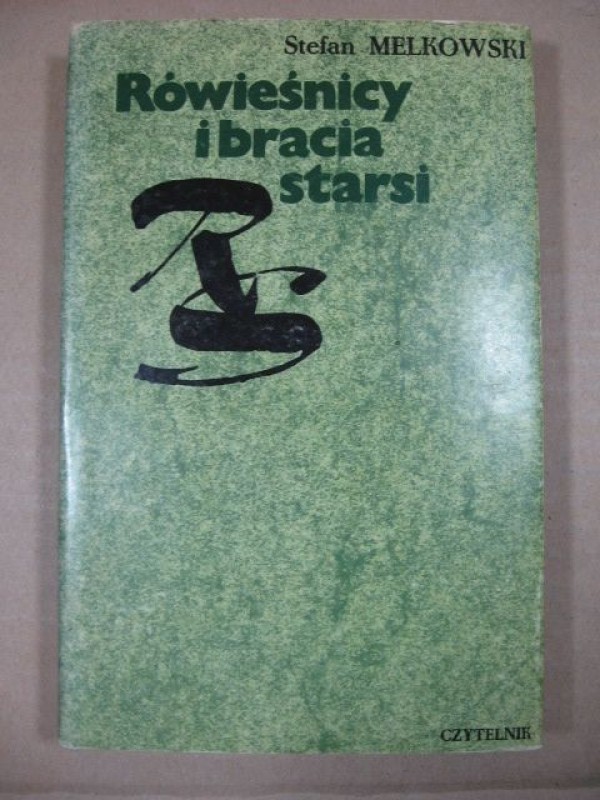 Stefan MELKOWSKI
Rówieśnicy
i bracia
starsi
CZYTELNIK